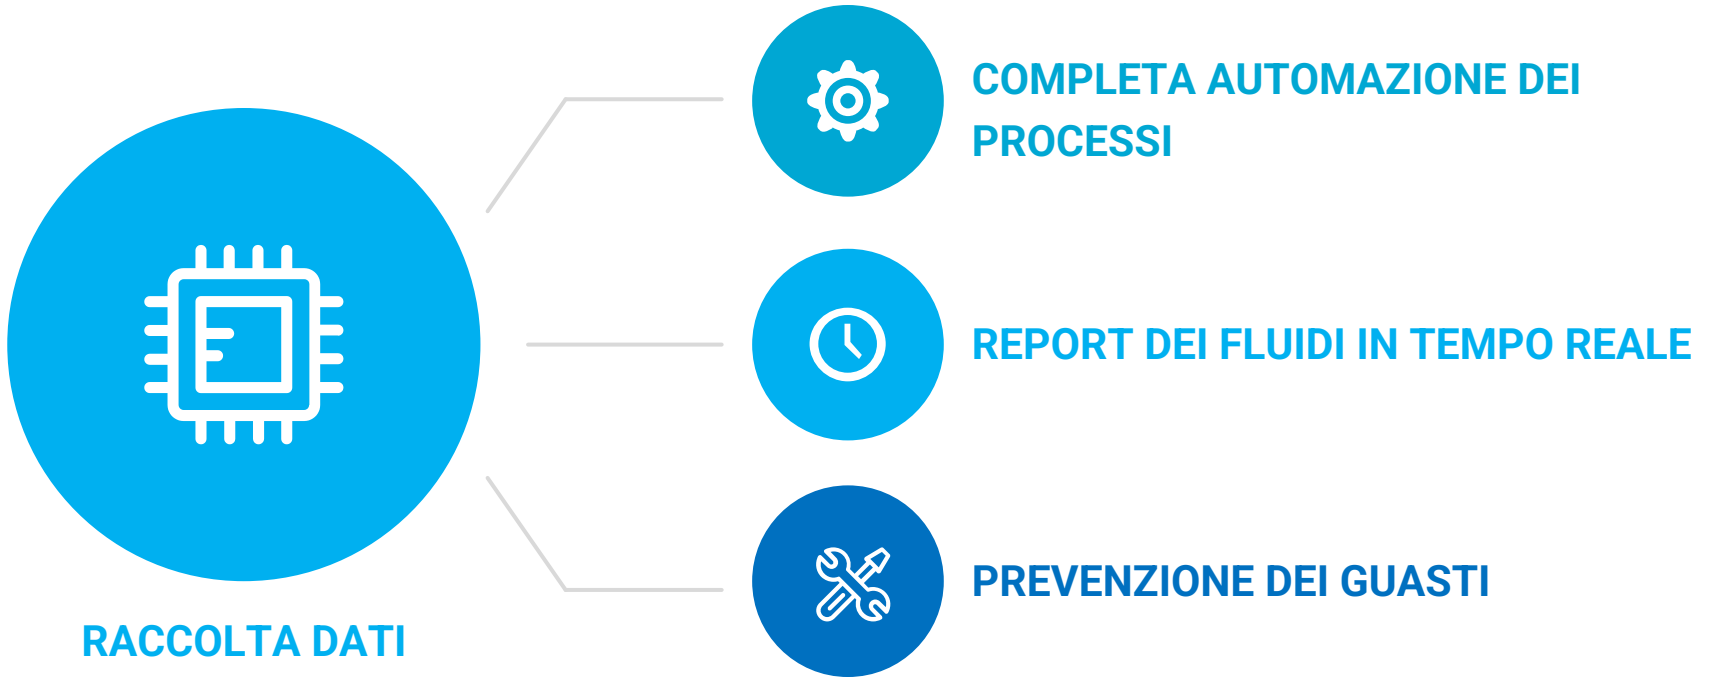 COMPLETA AUTOMAZIONE DEI
PROCESSI
REPORT DEI FLUIDI IN TEMPO REALE
PREVENZIONE DEI GUASTI
RACCOLTA DATI